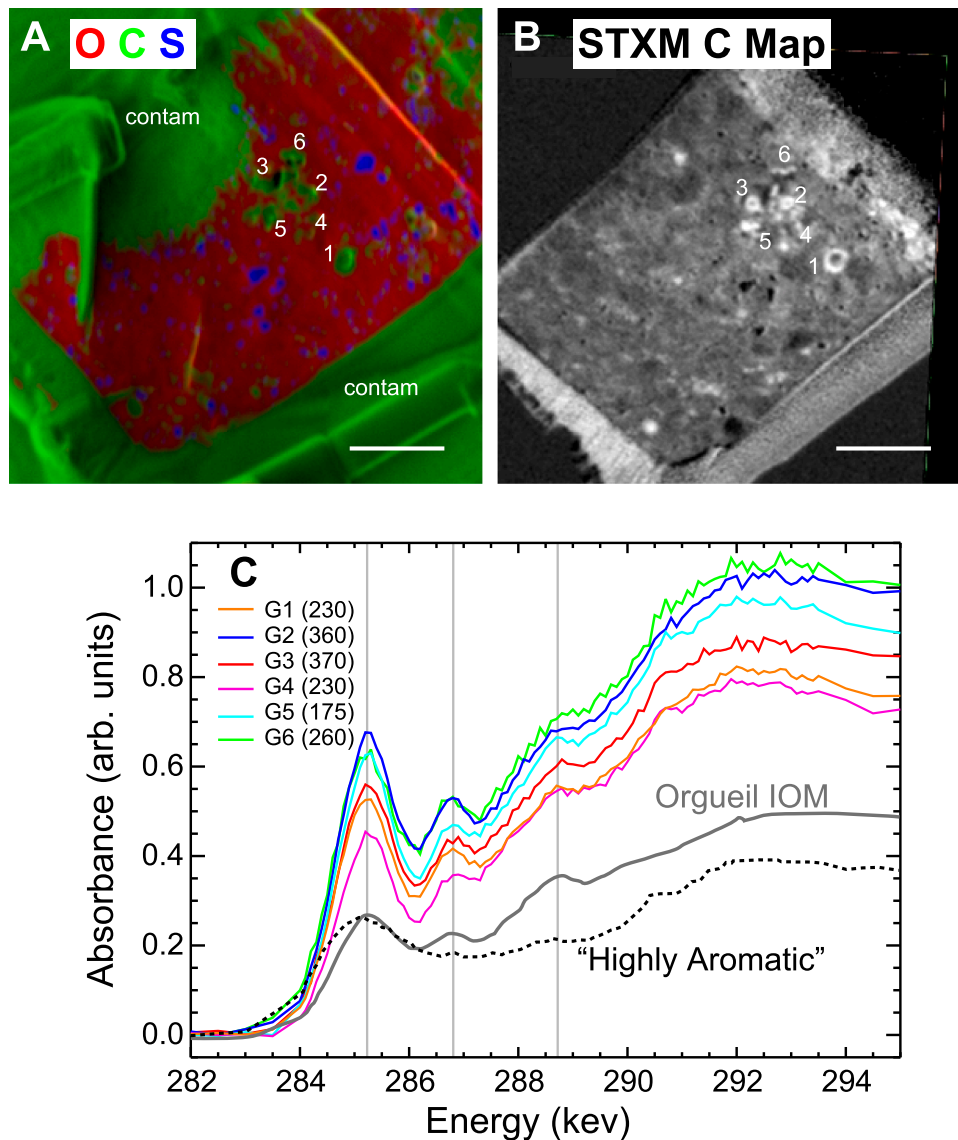 A O C S
contam
6
3
2
5
4
1
contam
B STXM C Map
6
3
2
5
4
1
C
G1 (230)
G2 (360)
G3 (370)
G4 (230)
G5 (175)
G6 (260)
Orgueil IOM
“Highly Aromatic”
Absorbance (arb. units)
1.0
0.8
0.6
0.4
0.2
0.0
282 284 286 288 290 292 294
Energy (kev)